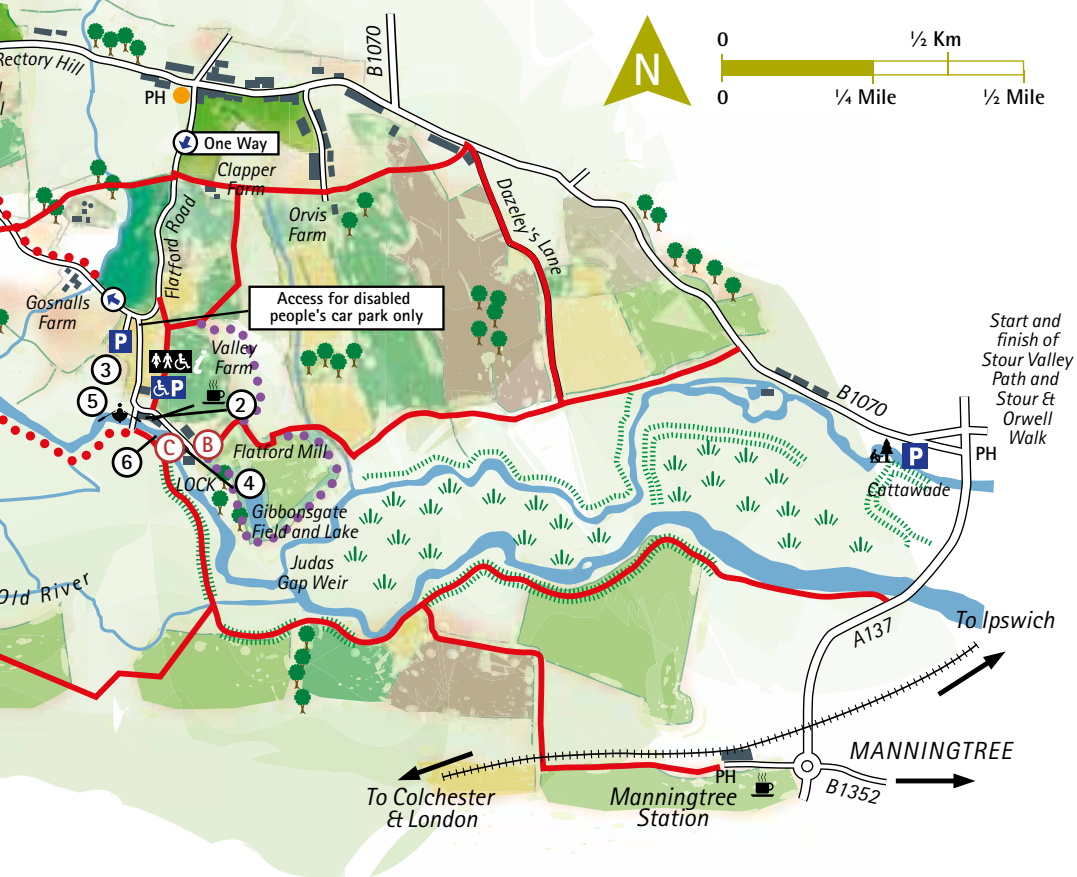 Rectory Hill
PH
B1070
N
0
½ Km
0
¼ Mile
½ Mile
One Way
Clapper
Farm
Flatford Road
Orvis
Farm
Dazeley's Lane
Gosnalls
Farm
Access for disabled
people's car park only
P
Valley
Farm
i
P
3
5
2
6
C
B
Flatford Mill
LOCK
4
Gibbonsgate
Field and Lake
Judas
Gap Weir
Old River
Start and
finish of
Stour Valley
Path and
Stour &
Orwell
Walk
B1070
P
PH
Cattawade
A137
To Ipswich
MANNINGTREE
B1352
PH
Manningtree
Station
To Colchester
& London